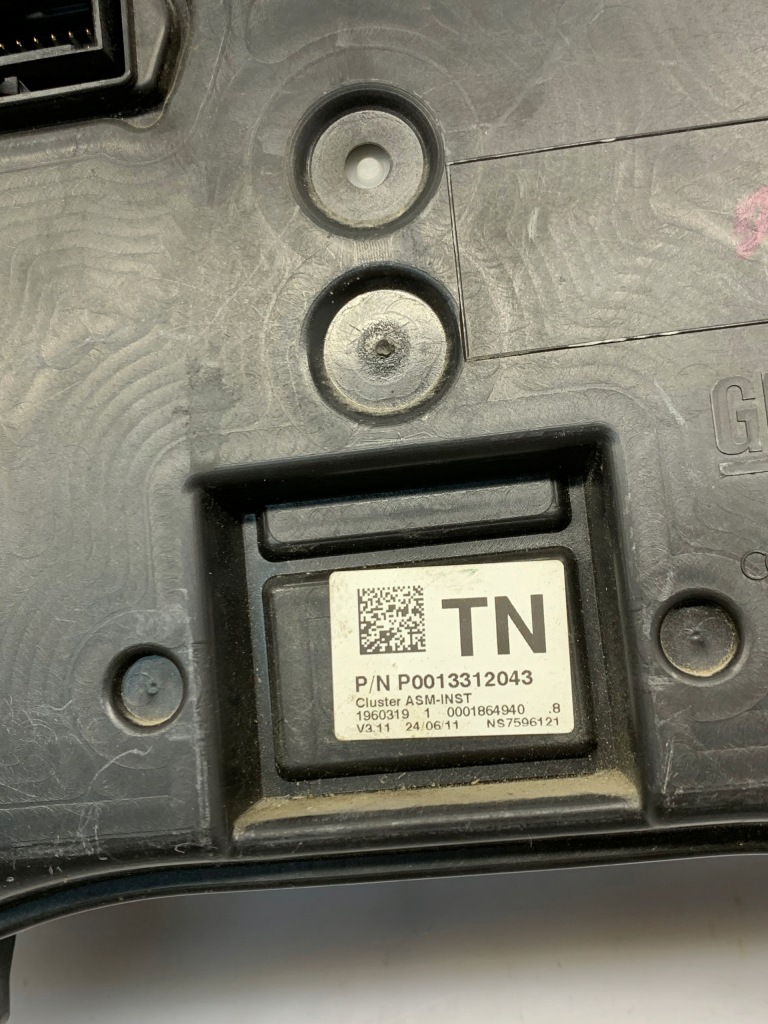 TN
P/N P0013312043
Cluster ASM-INST
1960319 1 0001864940 .8
V3.11 24/06/11 NS7596121